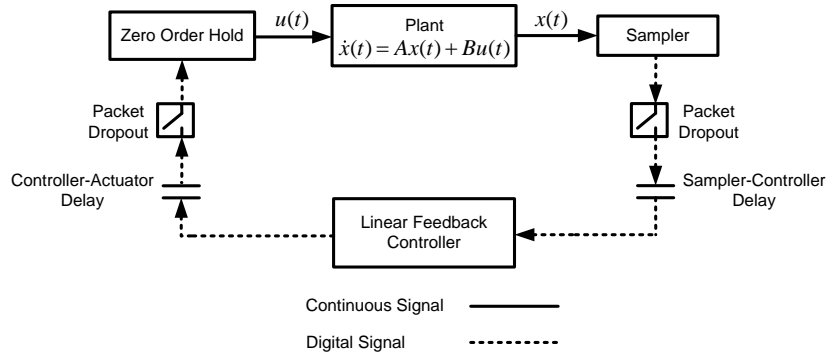 Zero Order Hold
u(t)
Plant
ẋ(t) = Ax(t) + Bu(t)
x(t)
Sampler
Packet
Dropout
Packet
Dropout
Controller-Actuator
Delay
Sampler-Controller
Delay
Linear Feedback
Controller
Continuous Signal
Digital Signal